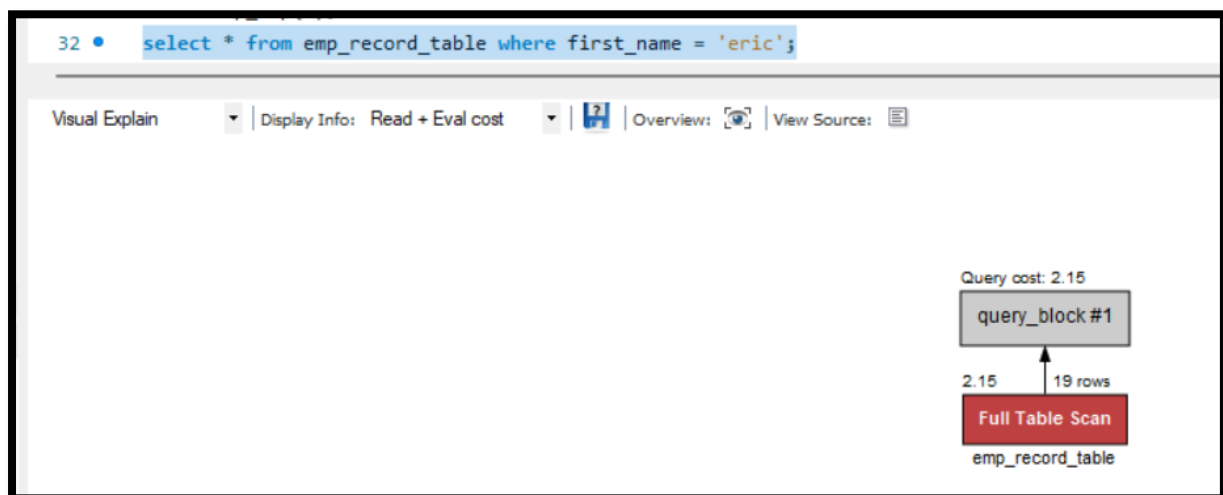 32 select * from emp_record_table where first_name = 'eric';
Visual Explain Display Info: Read + Eval cost Overview: View Source:
Query cost: 2.15
query_block #1
2.15 19 rows
Full Table Scan
emp_record_table